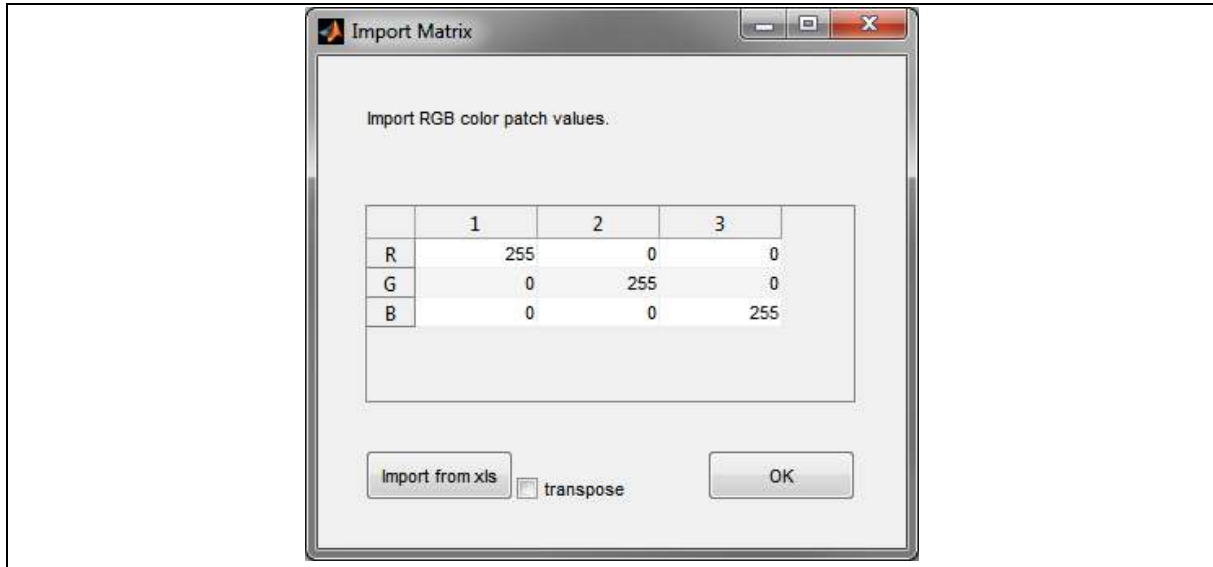 Import Matrix
Import RGB color patch values.
1 2 3
R 255 0 0
G 0 255 0
B 0 0 255
Import from xls transpose OK